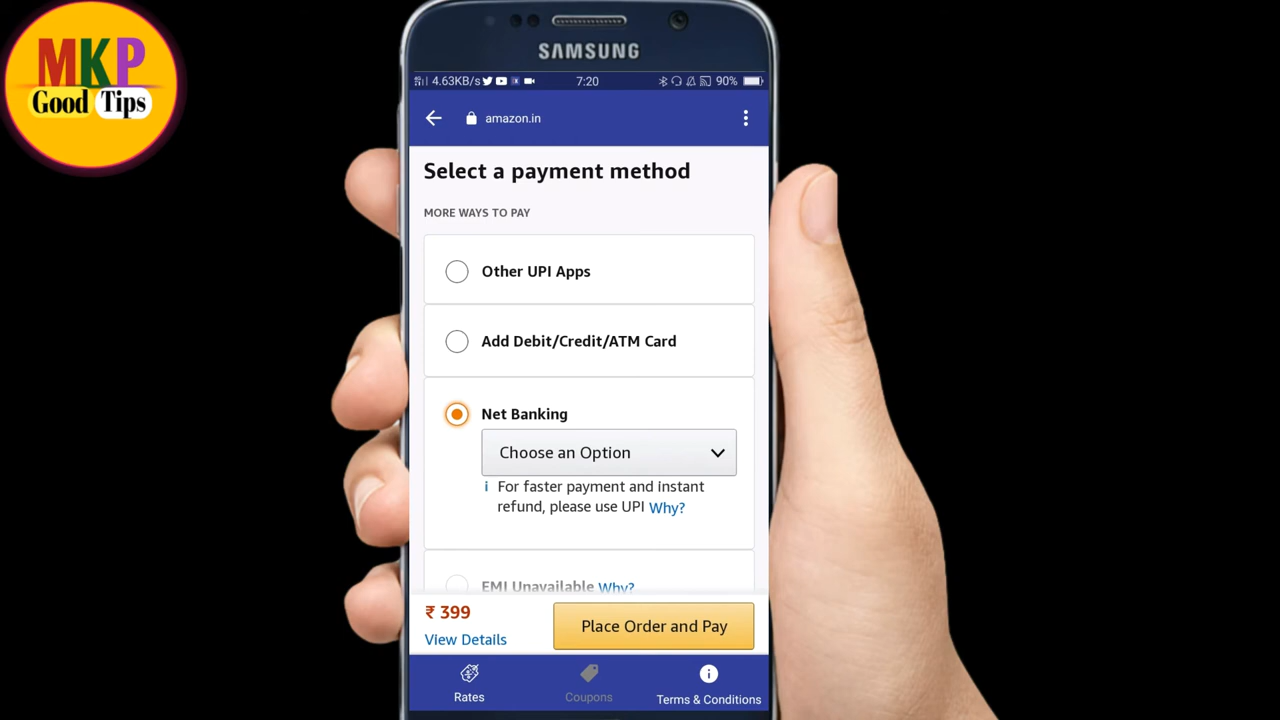 MKP
Good Tips
SAMSUNG
4.63KB/s 7:20 90%
amazon.in
Select a payment method
MORE WAYS TO PAY
Other UPI Apps
Add Debit/Credit/ATM Card
Net Banking
Choose an Option
i For faster payment and instant
refund, please use UPI Why?
EMI Unavailable Why?
₹ 399
View Details
Place Order and Pay
Rates
Coupons
Terms & Conditions